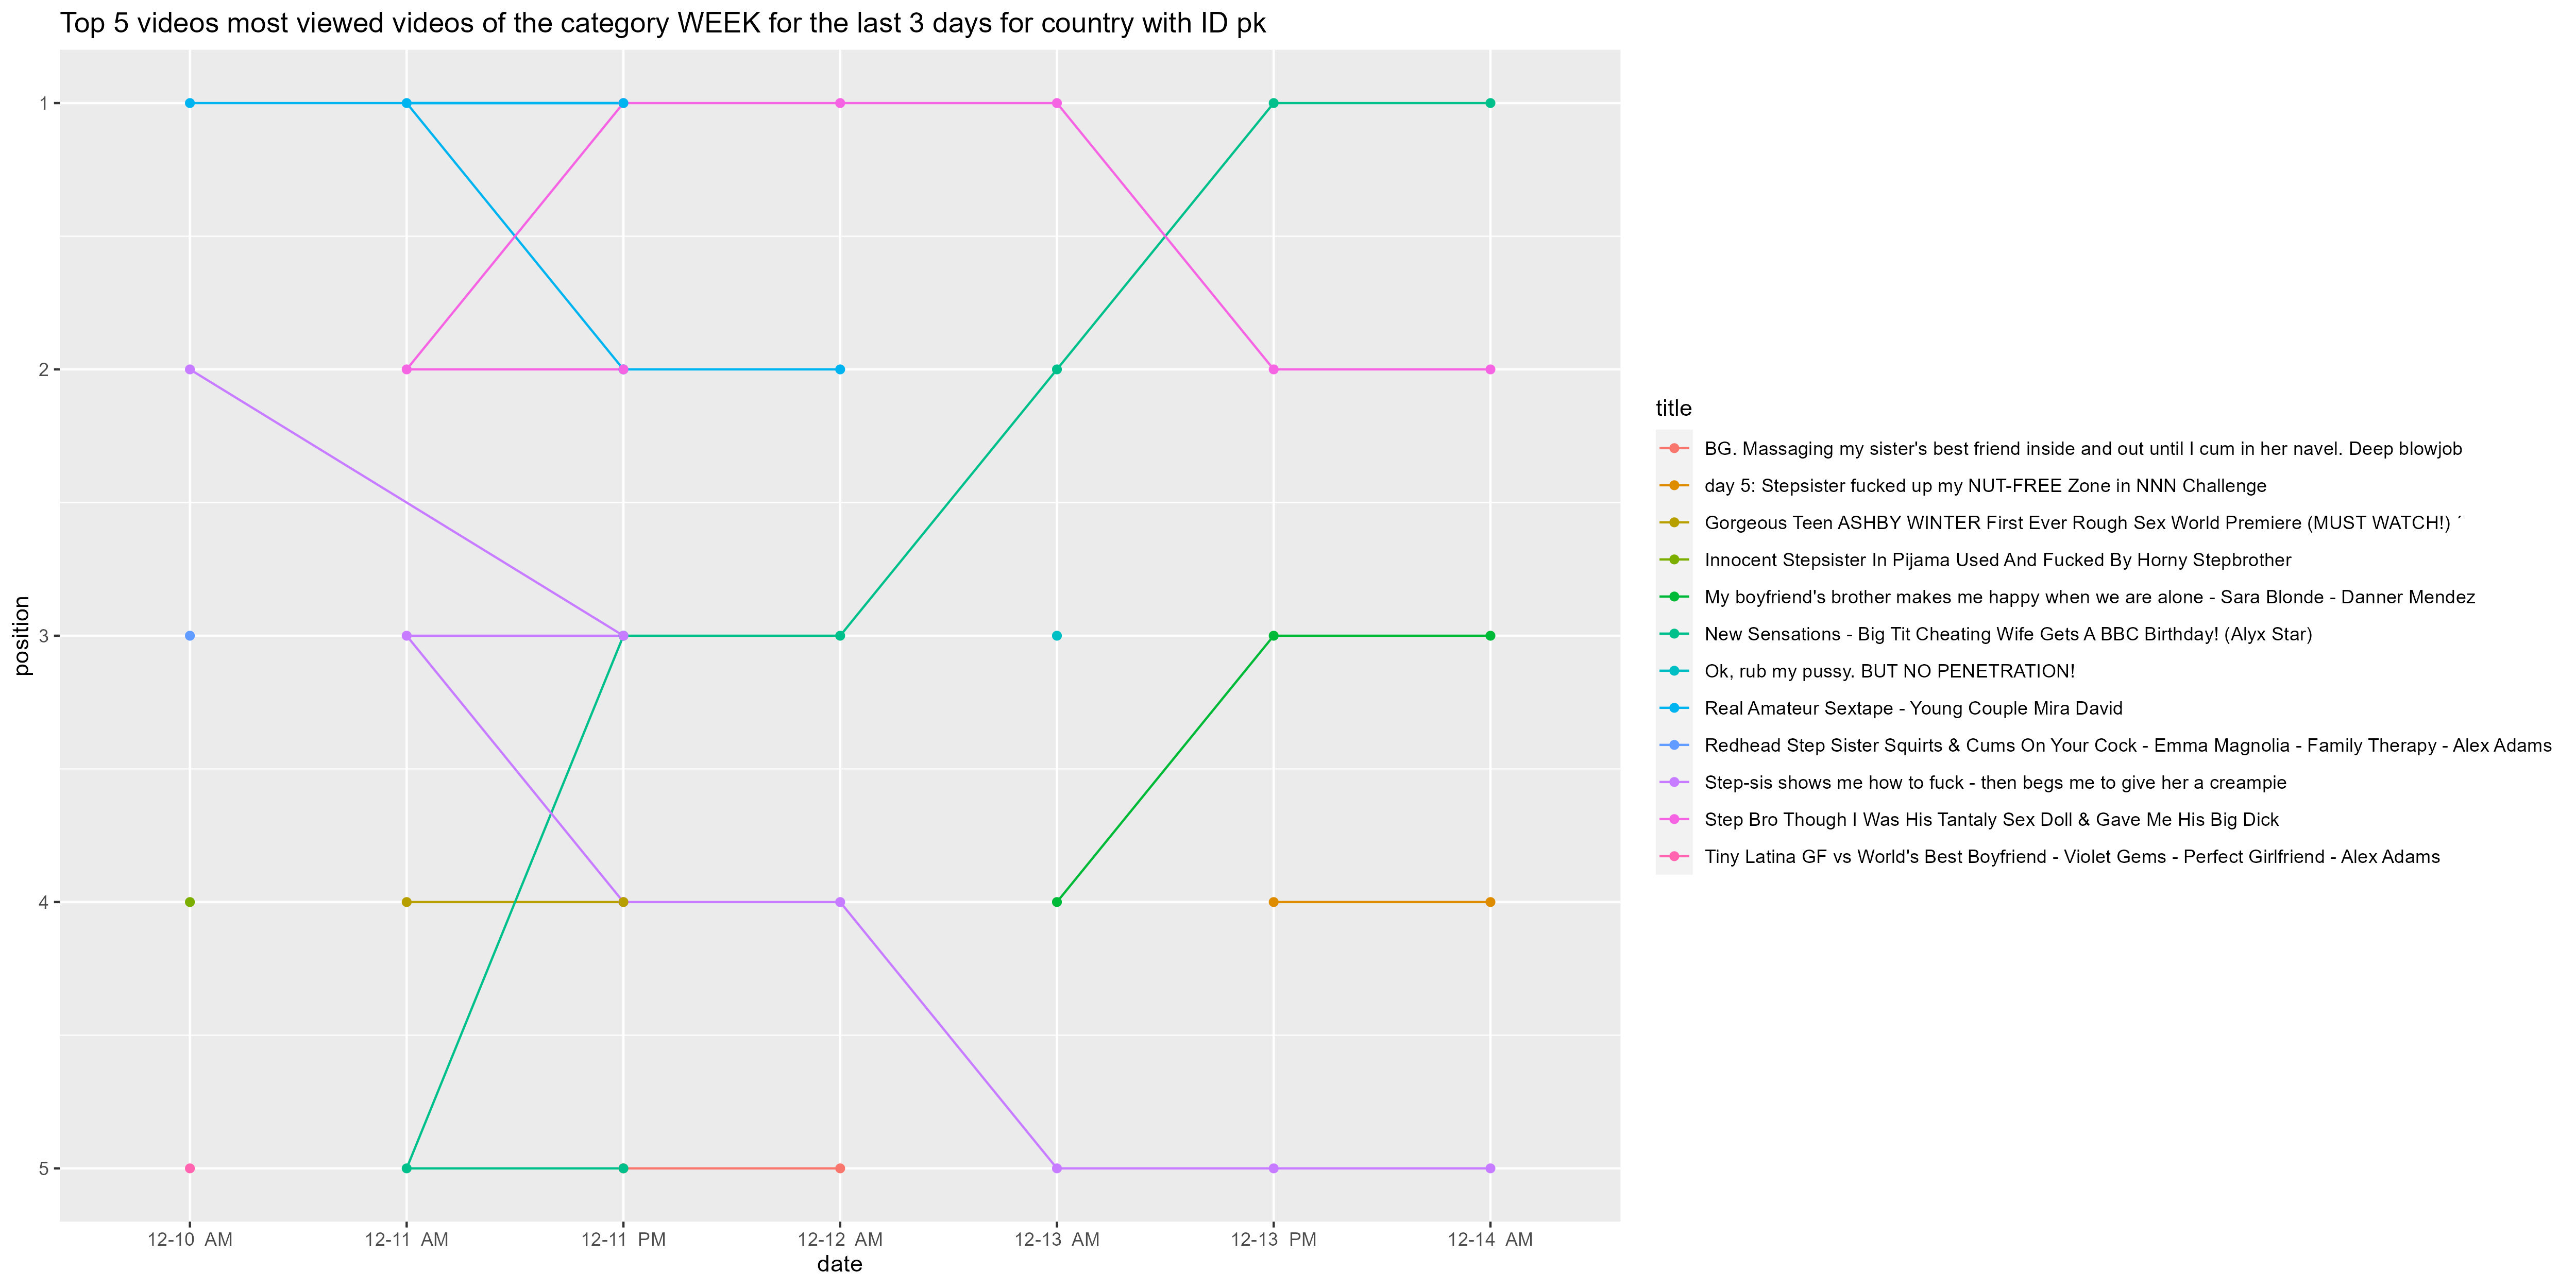 Top 5 videos most viewed videos of the category WEEK for the last 3 days for country with ID pk
position
1
2
3
4
5
12-10 AM
12-11 AM
12-11 PM
12-12 AM
12-13 AM
12-13 PM
12-14 AM
date
title
BG. Massaging my sister's best friend inside and out until I cum in her navel. Deep blowjob
day 5: Stepsister fucked up my NUT-FREE Zone in NNN Challenge
Gorgeous Teen ASHBY WINTER First Ever Rough Sex World Premiere (MUST WATCH!) ´
Innocent Stepsister In Pijama Used And Fucked By Horny Stepbrother
My boyfriend's brother makes me happy when we are alone - Sara Blonde - Danner Mendez
New Sensations - Big Tit Cheating Wife Gets A BBC Birthday! (Alyx Star)
Ok, rub my pussy. BUT NO PENETRATION!
Real Amateur Sextape - Young Couple Mira David
Redhead Step Sister Squirts & Cums On Your Cock - Emma Magnolia - Family Therapy - Alex Adams
Step-sis shows me how to fuck - then begs me to give her a creampie
Step Bro Though I Was His Tantaly Sex Doll & Gave Me His Big Dick
Tiny Latina GF vs World's Best Boyfriend - Violet Gems - Perfect Girlfriend - Alex Adams